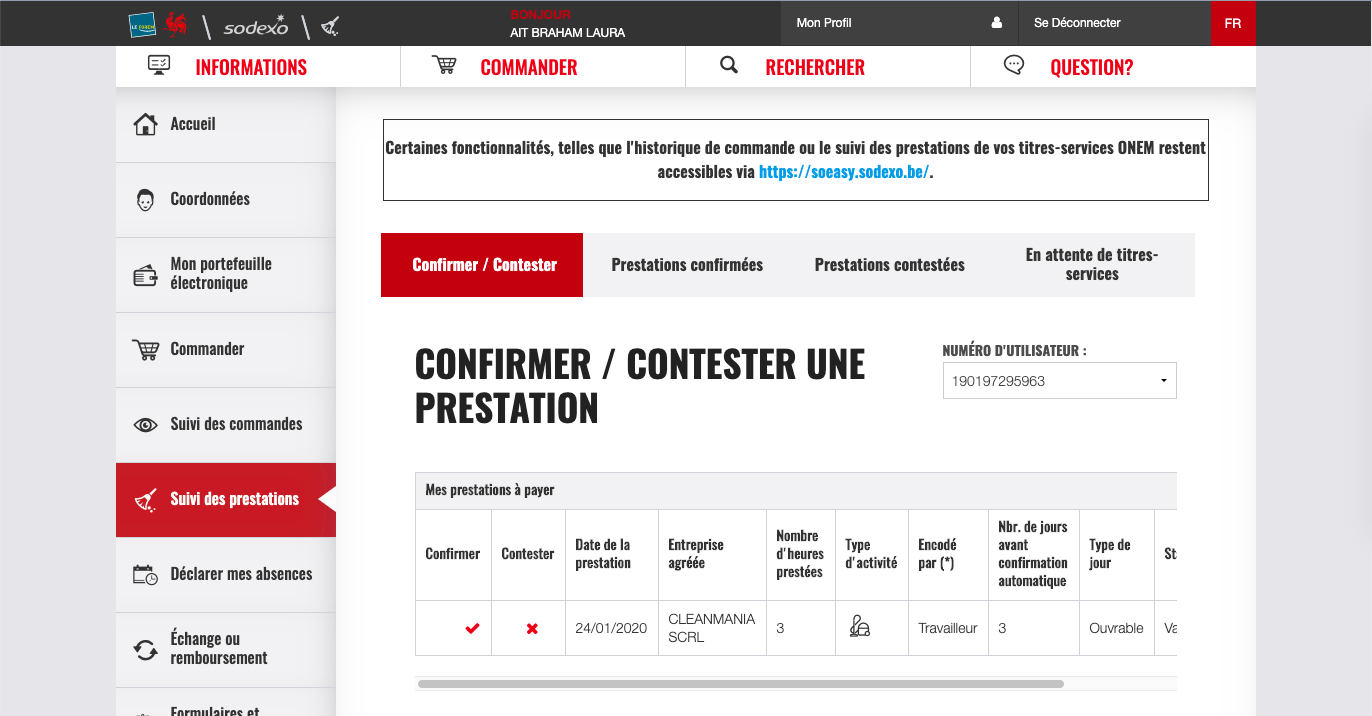 LE FOREM
sodexo
BONJOUR
AIT BRAHAM LAURA
Mon Profil
Se Déconnecter
FR
INFORMATIONS
COMMANDER
RECHERCHER
QUESTION?
Accueil
Coordonnées
Mon portefeuille
électronique
Commander
Suivi des commandes
Suivi des prestations
Déclarer mes absences
Échange ou
remboursement
Formulaires et
Certaines fonctionnalités, telles que l'historique de commande ou le suivi des prestations de vos titres-services ONEM restent
accessibles via https://soeasy.sodexo.be/.
Confirmer / Contester
Prestations confirmées
Prestations contestées
En attente de titres-
services
CONFIRMER / CONTESTER UNE
PRESTATION
NUMÉRO D'UTILISATEUR :
190197295963
Mes prestations à payer
Confirmer
Contester
Date de la
prestation
Entreprise
agréée
Nombre
d'heures
prestées
Type
d'activité
Encodé
par (*)
Nbr. de jours
avant
confirmation
automatique
Type de
jour
24/01/2020
CLEANMANIA
SCRL
3
Travailleur
3
Ouvrable